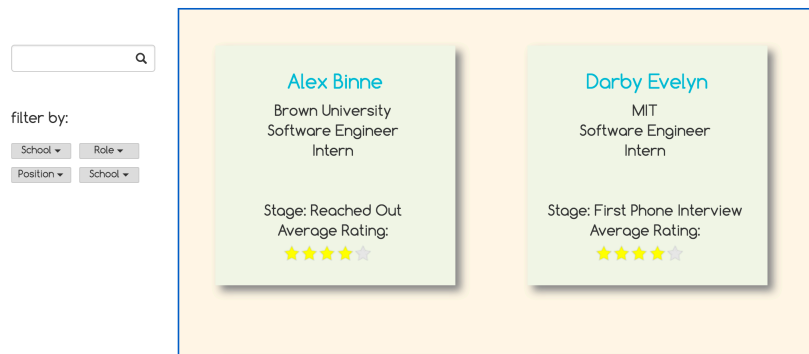 filter by:
School
Role
Position
School
Alex Binne
Brown University
Software Engineer
Intern
Stage: Reached Out
Average Rating:
Darby Evelyn
MIT
Software Engineer
Intern
Stage: First Phone Interview
Average Rating: